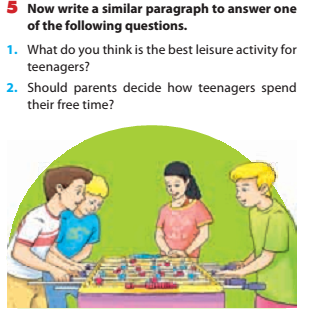 5 Now write a similar paragraph to answer one
of the following questions.
1. What do you think is the best leisure activity for
teenagers?
2. Should parents decide how teenagers spend
their free time?